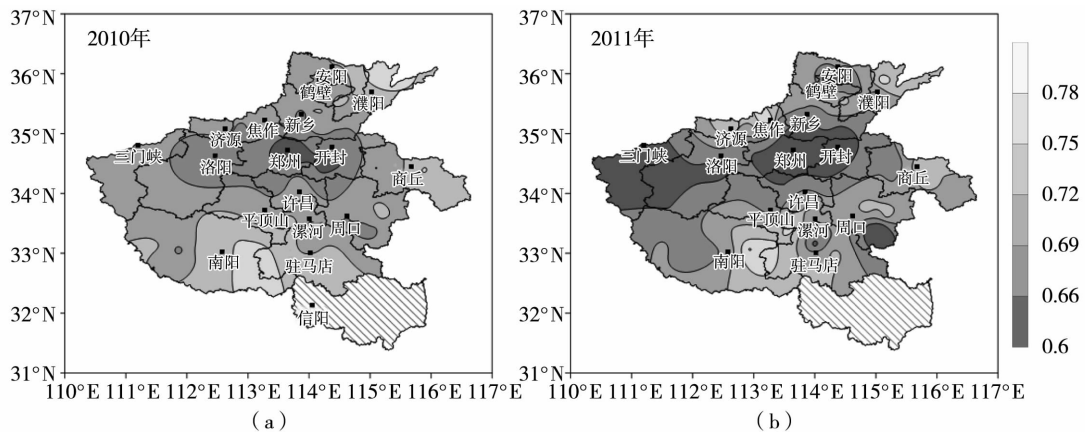 2010年
37°N
36°N
35°N
34°N
33°N
32°N
31°N
安阳
鹤壁
濮阳
新乡
焦作
济源
三门峡
洛阳
郑州
开封
商丘
许昌
平顶山
漯河
周口
南阳
驻马店
信阳
110°E 111°E 112°E 113°E 114°E 115°E 116°E 117°E
(a)
2011年
37°N
36°N
35°N
34°N
33°N
32°N
31°N
安阳
鹤壁
濮阳
新乡
焦作
济源
三门峡
洛阳
郑州
开封
商丘
许昌
平顶山
漯河
周口
南阳
驻马店
110°E 111°E 112°E 113°E 114°E 115°E 116°E 117°E
(b)
0.78
0.75
0.72
0.69
0.66
0.6